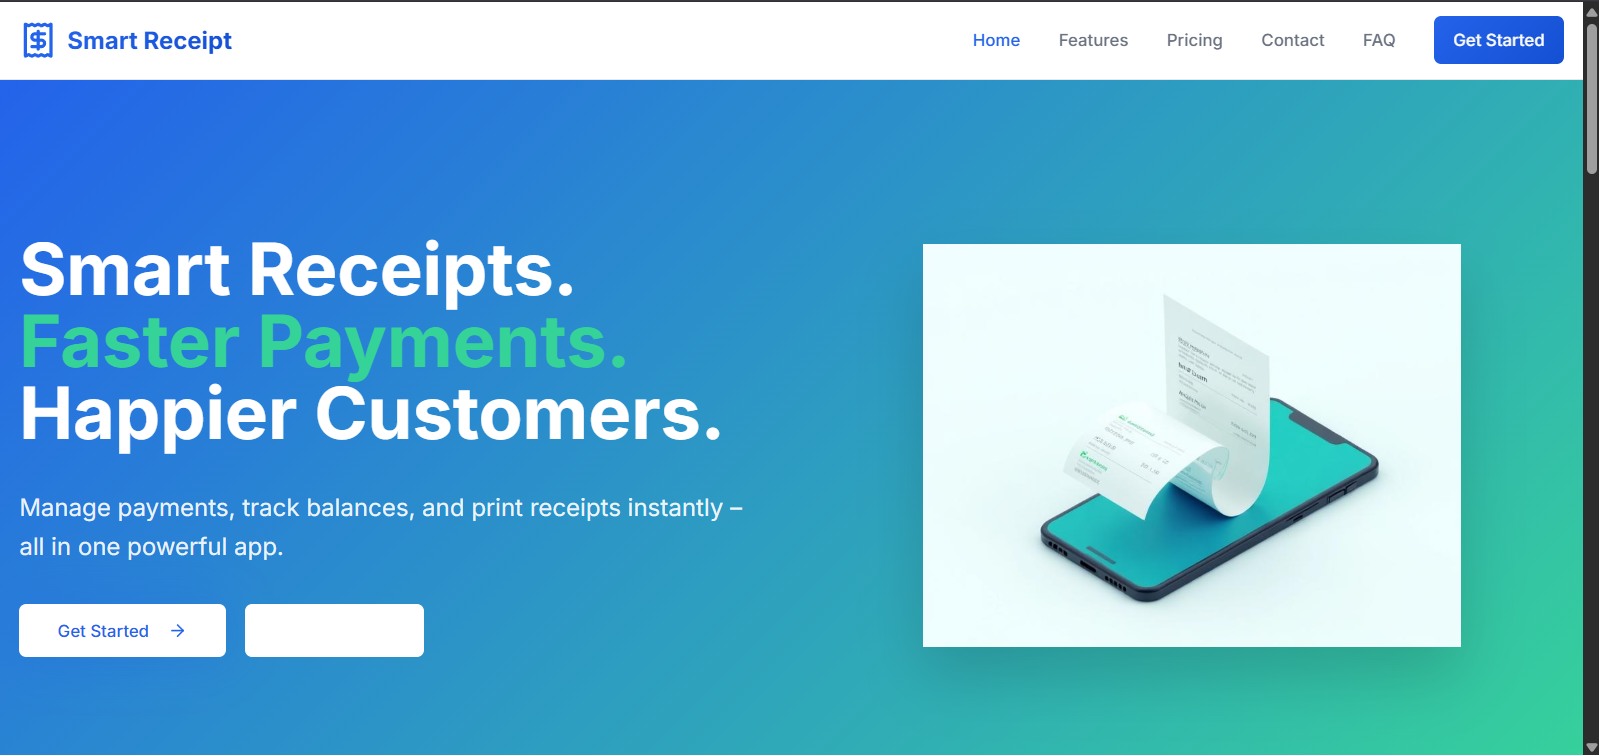 Smart Receipt
Home
Features
Pricing
Contact
FAQ
Get Started
Smart Receipts.
Faster Payments.
Happier Customers.
Manage payments, track balances, and print receipts instantly –
all in one powerful app.
Get Started